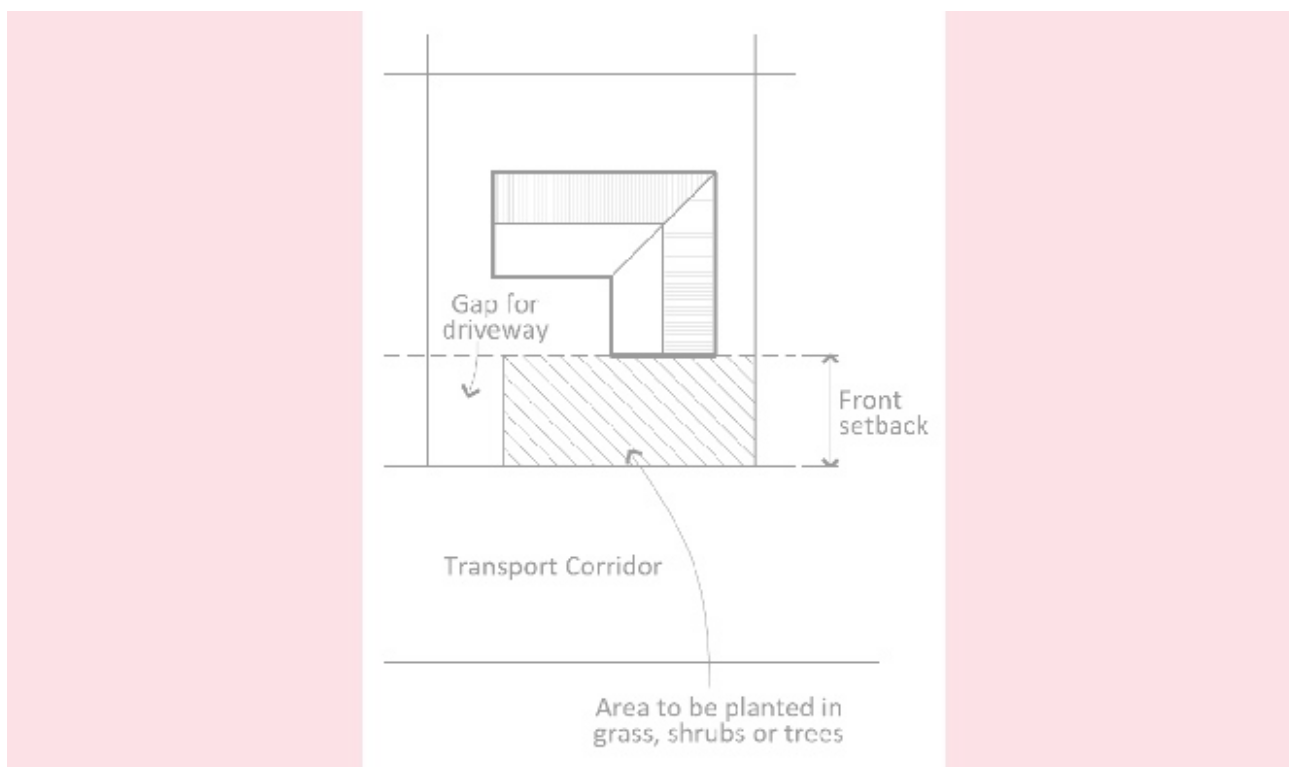 Gap for
driveway
Front
setback
Transport Corridor
Area to be planted in
grass, shrubs or trees